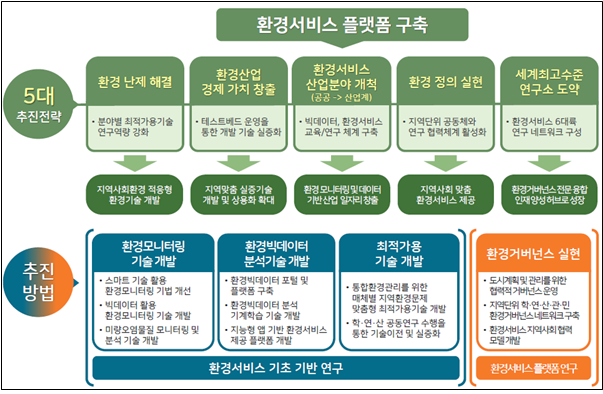 환경서비스 플랫폼 구축
5대
추진전략
환경 난제 해결
• 분야별 최적가용기술
연구역량 강화
지역사회환경 적응형
환경기술 개발
환경산업
경제 가치 창출
• 테스트베드 운영을
통한 개발 기술 실증화
지역맞춤 실증기술
개발 및 상용화 확대
환경서비스
산업분야 개척
(공공 -> 산업계)
• 빅데이터, 환경서비스
교육/연구 체계 구축
환경모니터링 및 데이터
기반 산업 일자리 창출
환경 정의 실현
• 지역단위 공동체와
연구 협력체계 활성화
지역사회 맞춤
환경서비스 제공
세계최고수준
연구소 도약
• 환경서비스 6대륙
연구 네트워크 구성
환경거버넌스 전문 융합
인재양성 허브로 성장
추진
방법
환경모니터링
기술 개발
• 스마트 기술 활용
환경모니터링 기법 개선
• 빅데이터 활용
환경모니터링 기술 개발
• 미량오염물질 모니터링 및
분석 기술 개발
환경빅데이터
분석기술 개발
• 환경빅데이터 포털 및
플랫폼 구축
• 환경빅데이터 분석
기계학습 기술 개발
• 지능형 앱 기반 환경서비스
제공 플랫폼 개발
최적가용
기술 개발
• 통합환경관리를 위한
매체별 지역환경문제
맞춤형 최적가용기술 개발
• 학·연·산 공동연구 수행을
통한 기술이전 및 실용화
환경서비스 기초 기반 연구
환경거버넌스 실현
• 도시계획 및 관리를 위한
협력적 거버넌스 운영
• 지역단위 학·연·산·관·민
환경거버넌스 네트워크 구축
• 환경서비스 지역사회 협력
모델 개발
환경서비스 플랫폼 연구